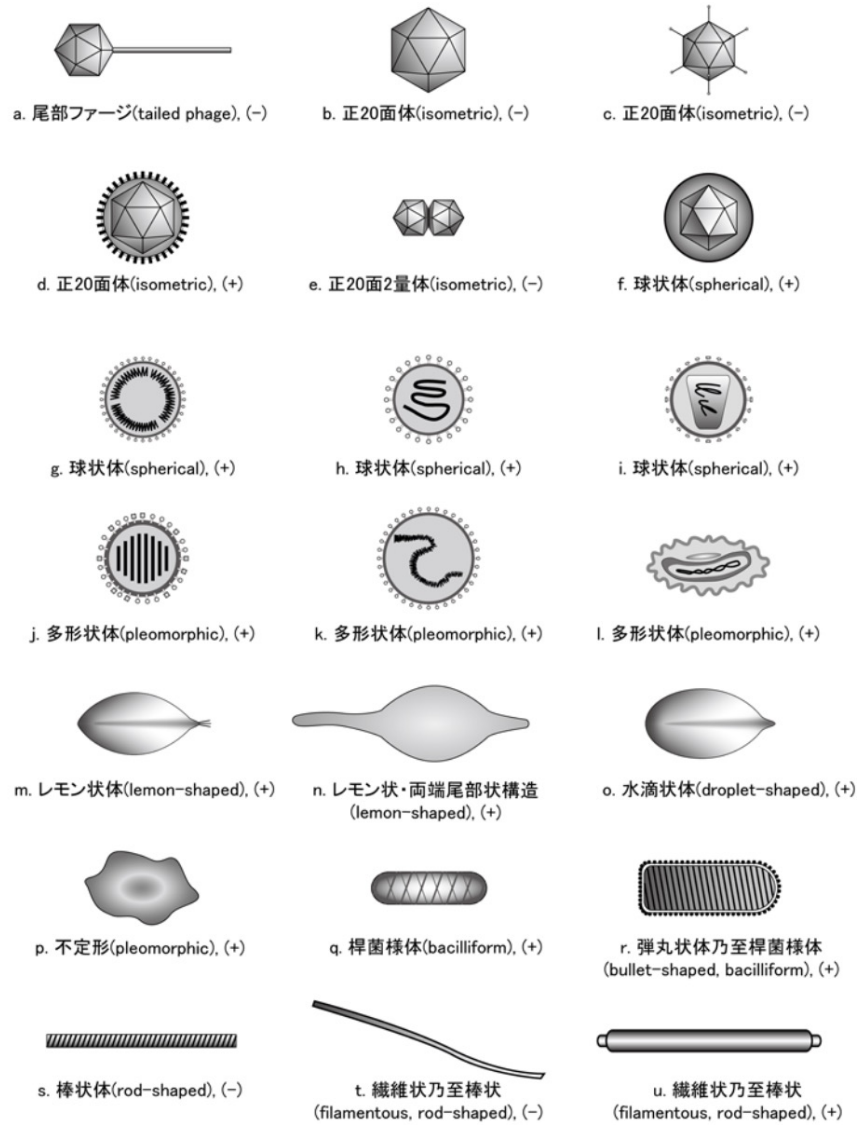 a. 尾部ファージ(tailed phage), (-)
b. 正20面体(isometric), (-)
c. 正20面体(isometric), (-)
d. 正20面体(isometric), (+)
e. 正20面2量体(isometric), (-)
f. 球状体(spherical), (+)
g. 球状体(spherical), (+)
h. 球状体(spherical), (+)
i. 球状体(spherical), (+)
j. 多形状体(pleomorphic), (+)
k. 多形状体(pleomorphic), (+)
l. 多形状体(pleomorphic), (+)
m. レモン状体(lemon-shaped), (+)
n. レモン状・両端尾部状構造
(lemon-shaped), (+)
o. 水滴状体(droplet-shaped), (+)
p. 不定形(pleomorphic), (+)
q. 桿菌様体(bacilliform), (+)
r. 弾丸状体乃至桿菌様体
(bullet-shaped, bacilliform), (+)
s. 棒状体(rod-shaped), (-)
t. 繊維状乃至棒状
(filamentous, rod-shaped), (-)
u. 繊維状乃至棒状
(filamentous, rod-shaped), (+)